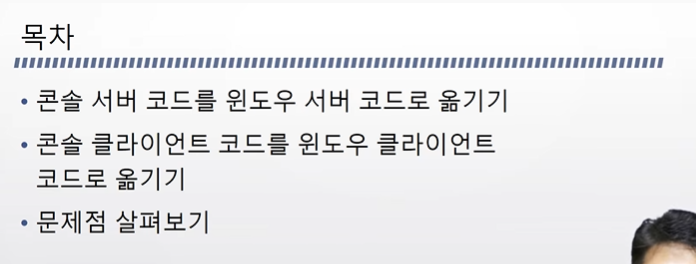 목차
• 콘솔 서버 코드를 윈도우 서버 코드로 옮기기
• 콘솔 클라이언트 코드를 윈도우 클라이언트
코드로 옮기기
• 문제점 살펴보기